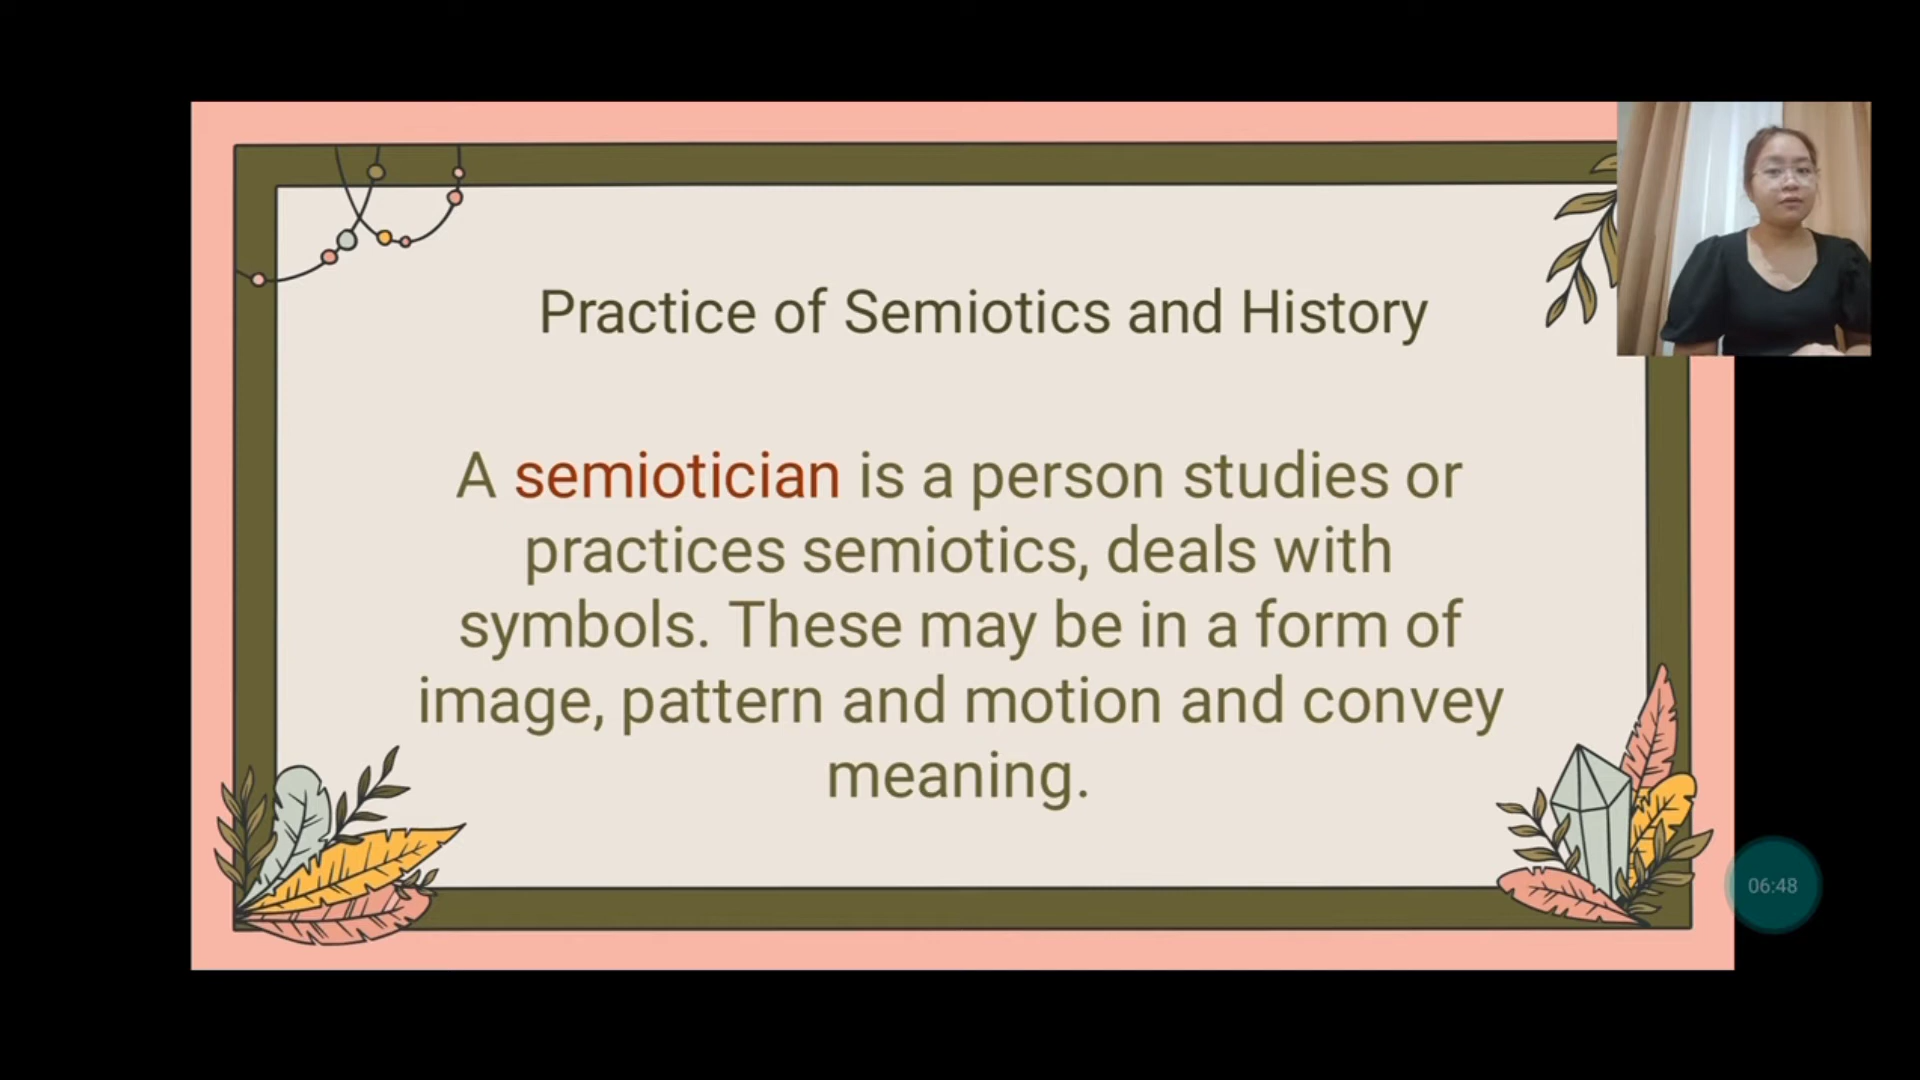 Practice of Semiotics and History
A semiotician is a person studies or
practices semiotics, deals with
symbols. These may be in a form of
image, pattern and motion and convey
meaning.
06:48